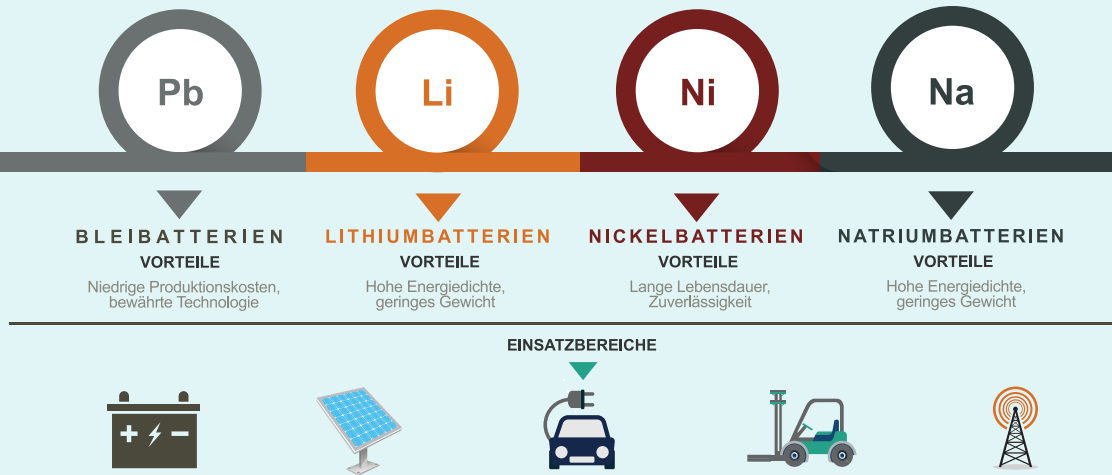 Pb
Li
Ni
Na
BLEIBATTERIEN
VORTEILE
Niedrige Produktionskosten,
bewährte Technologie
LITHIUMBATTERIEN
VORTEILE
Hohe Energiedichte,
geringes Gewicht
NICKELBATTERIEN
VORTEILE
Lange Lebensdauer,
Zuverlässigkeit
NATRIUMBATTERIEN
VORTEILE
Hohe Energiedichte,
geringes Gewicht
EINSATZBEREICHE